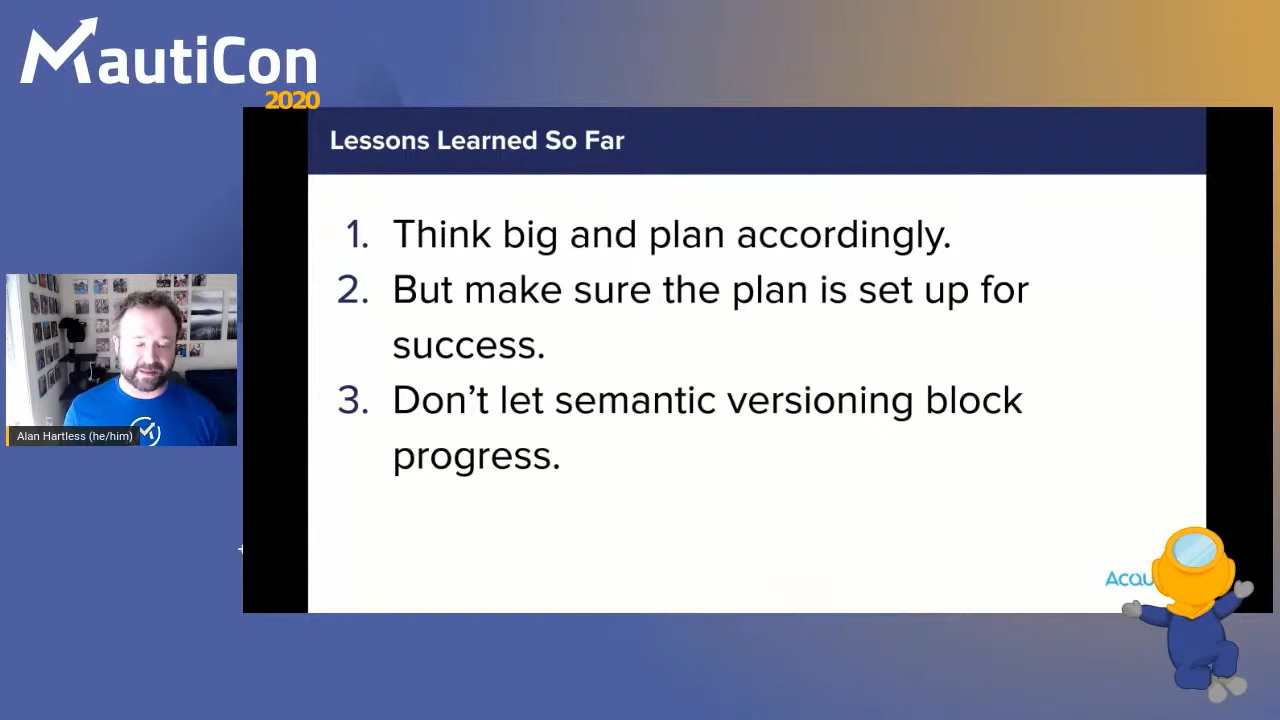 MautiCon
2020
Lessons Learned So Far
1. Think big and plan accordingly.
2. But make sure the plan is set up for
success.
3. Don’t let semantic versioning block
progress.
Alan Hartless (he/him)
Acqu